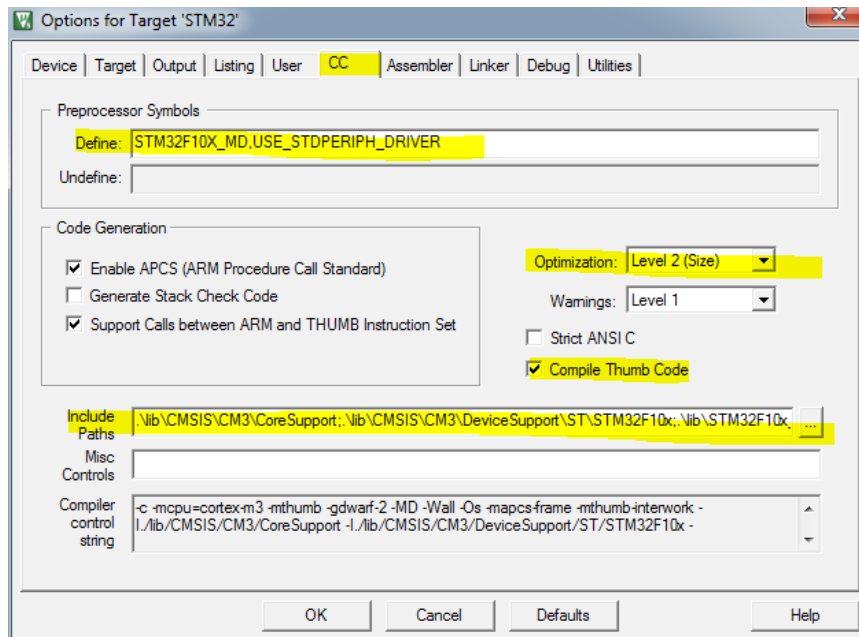 Options for Target 'STM32'
Device Target Output Listing User CC Assembler Linker Debug Utilities
Preprocessor Symbols
Define: STM32F10X_MD,USE_STDPERIPH_DRIVER
Undefine:
Code Generation
Enable APCS (ARM Procedure Call Standard)
Generate Stack Check Code
Support Calls between ARM and THUMB Instruction Set
Optimization: Level 2 (Size)
Warnings: Level 1
Strict ANSI C
Compile Thumb Code
Include
Paths
.\lib\CMSIS\CM3\CoreSupport;.\lib\CMSIS\CM3\DeviceSupport\ST\STM32F10x;.\lib\STM32F10x_
...
Misc
Controls
Compiler
control
string
-c -mcpu=cortex-m3 -mthumb -gdwarf-2 -MD -Wall -Os -mapcs-frame -mthumb-interwork -
I./lib/CMSIS/CM3/CoreSupport -I./lib/CMSIS/CM3/DeviceSupport/ST/STM32F10x -
OK Cancel Defaults Help